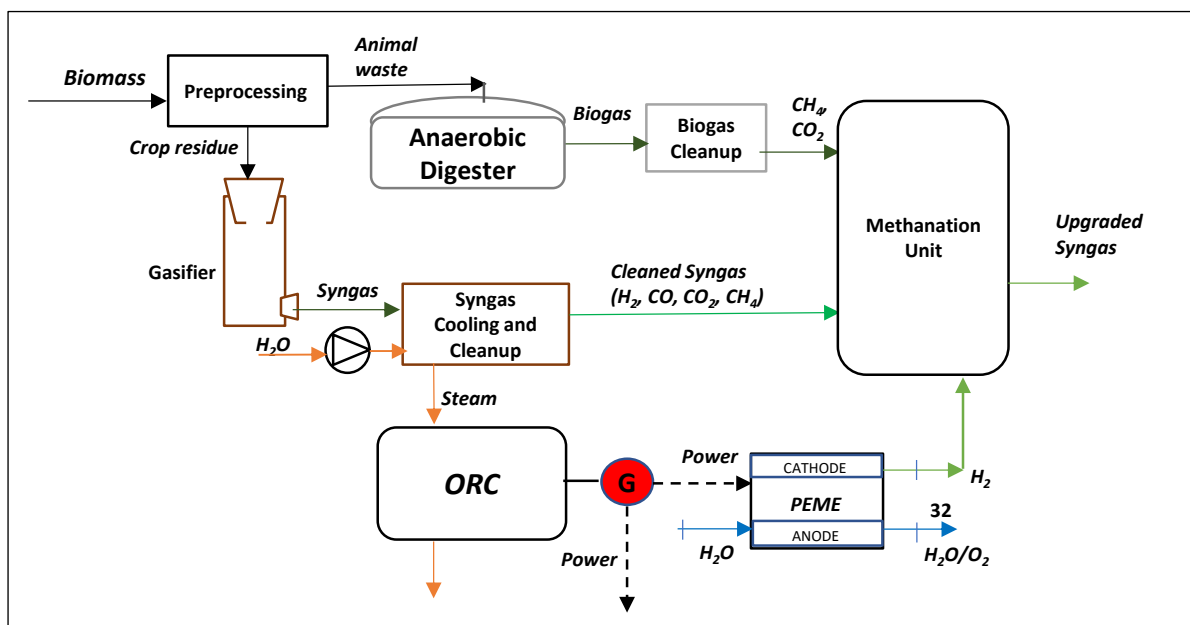 Biomass
Preprocessing
Animal
waste
Crop residue
Anaerobic
Digester
Biogas
Biogas
Cleanup
CH₄,
CO₂
Methanation
Unit
Upgraded
Syngas
Gasifier
Syngas
H₂O
Syngas
Cooling and
Cleanup
Cleaned Syngas
(H₂, CO, CO₂, CH₄)
Steam
ORC
G
Power
Power
CATHODE
PEME
ANODE
H₂
32
H₂O
H₂O/O₂